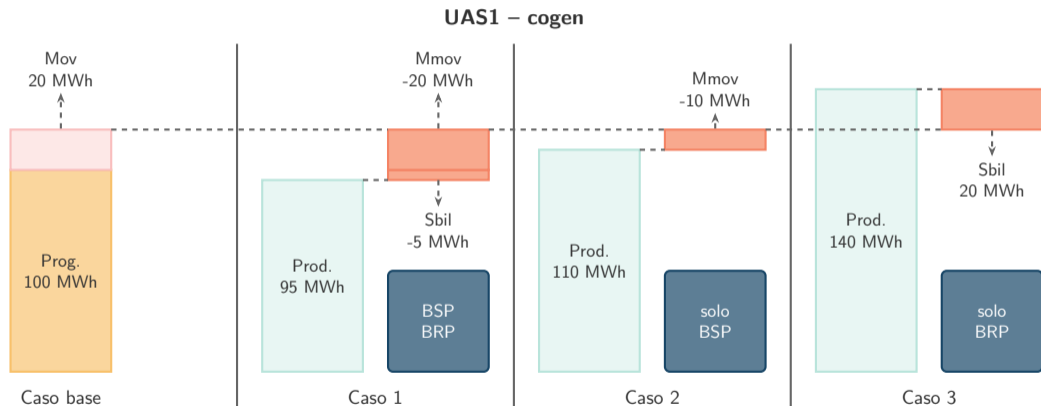 UAS1 – cogen
Mov
20 MWh
Prog.
100 MWh
Caso base
Mmov
-20 MWh
Sbil
-5 MWh
Prod.
95 MWh
BSP
BRP
Caso 1
Mmov
-10 MWh
Prod.
110 MWh
solo
BSP
Caso 2
Prod.
140 MWh
Sbil
20 MWh
solo
BRP
Caso 3